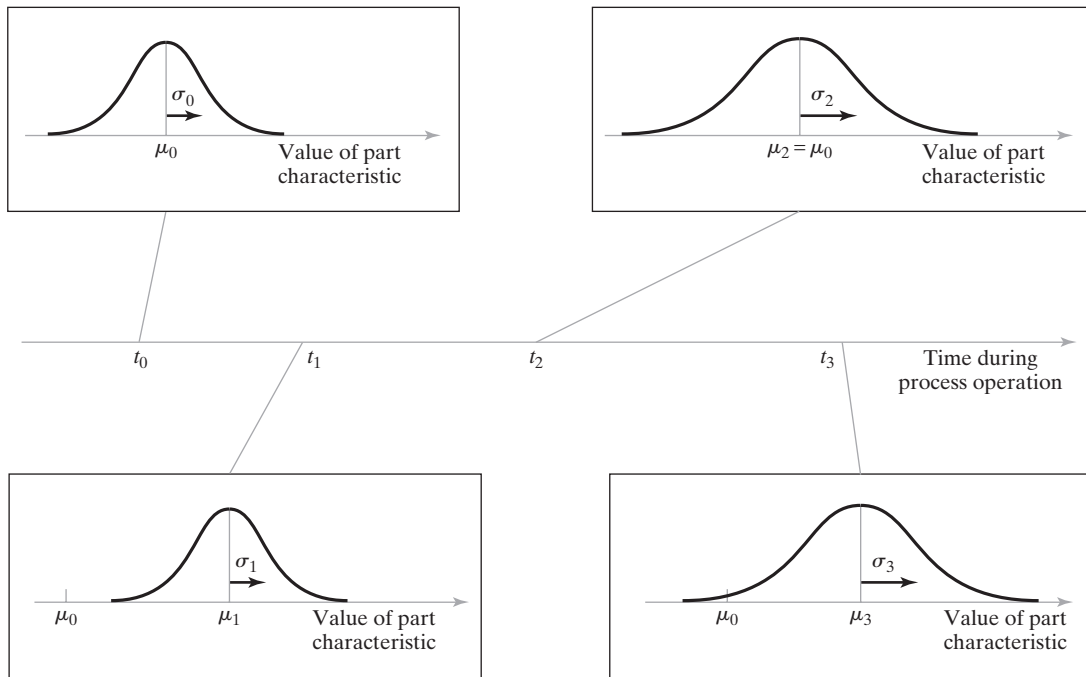 σ₀
μ₀
Value of part
characteristic
σ₂
μ₂ = μ₀
Value of part
characteristic
t₀
t₁
t₂
t₃
Time during
process operation
σ₁
μ₀
μ₁
Value of part
characteristic
σ₃
μ₀
μ₃
Value of part
characteristic